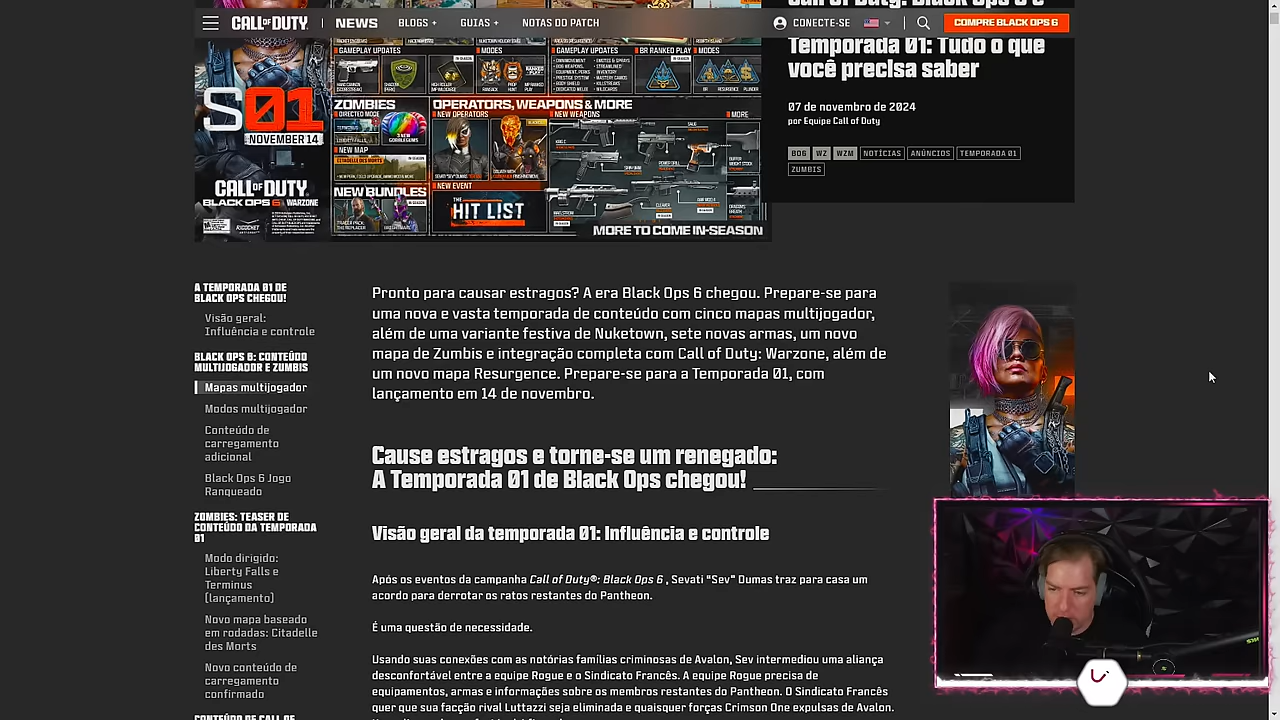 CALL OF DUTY
NEWS
BLOGS +
GUIAS +
NOTAS DO PATCH
CONECTE-SE
COMPRE BLACK OPS 6
Temporada 01: Tudo o que
você precisa saber
07 de novembro de 2024
por Equipe Call of Duty
BO6 WZ WZM NOTÍCIAS ANÚNCIOS TEMPORADA 01
ZUMBIS
GAMEPLAY UPDATES
MODES
GAMEPLAY UPDATES
BR RANKED PLAY
MODES
S01
NOVEMBER 14
CALL OF DUTY
BLACK OPS 6 WARZONE
RICOCHET
ZOMBIES
DIRECTED MODE
NEW MAP
CITADELLE DES MORTS
NEW BUNDLES
OPERATORS, WEAPONS & MORE
NEW OPERATORS
NEW WEAPONS
MORE
NEW EVENT
THE
HIT LIST
MORE TO COME IN-SEASON
A TEMPORADA 01 DE
BLACK OPS CHEGOU!
Visão geral:
Influência e controle
BLACK OPS 6: CONTEÚDO
MULTIJOGADOR E ZUMBIS
Mapas multijogador
Modos multijogador
Conteúdo de
carregamento
adicional
Black Ops 6 Jogo
Ranqueado
ZOMBIES: TEASER DE
CONTEÚDO DA TEMPORADA
01
Modo dirigido:
Liberty Falls e
Terminus
(lançamento)
Novo mapa baseado
em rodadas: Citadelle
des Morts
Novo conteúdo de
carregamento
confirmado
CONTEÚDO DE CALL OF
Pronto para causar estragos? A era Black Ops 6 chegou. Prepare-se para
uma nova e vasta temporada de conteúdo com cinco mapas multijogador,
além de uma variante festiva de Nuketown, sete novas armas, um novo
mapa de Zumbis e integração completa com Call of Duty: Warzone, além de
um novo mapa Resurgence. Prepare-se para a Temporada 01, com
lançamento em 14 de novembro.
Cause estragos e torne-se um renegado:
A Temporada 01 de Black Ops chegou!
Visão geral da temporada 01: Influência e controle
Após os eventos da campanha Call of Duty®: Black Ops 6 , Sevati “Sev” Dumas traz para casa um
acordo para derrotar os ratos restantes do Pantheon.
É uma questão de necessidade.
Usando suas conexões com as notórias famílias criminosas de Avalon, Sev intermediou uma aliança
desconfortável entre a equipe Rogue e o Sindicato Francês. A equipe Rogue precisa de
equipamentos, armas e informações sobre os membros restantes do Pantheon. O Sindicato Francês
quer que sua facção rival Luttazzi seja eliminada e quaisquer forças Crimson One expulsas de Avalon.